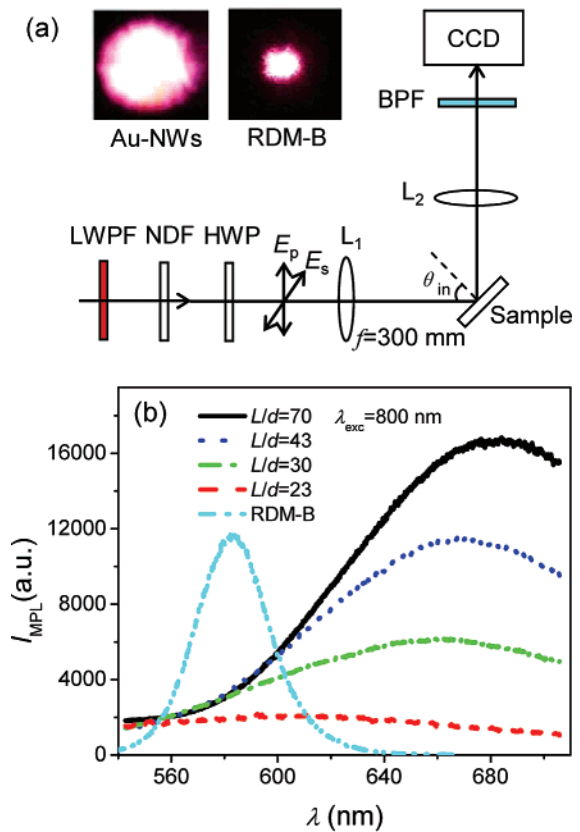 (a)
Au-NWs
RDM-B
CCD
BPF
L2
LWPF NDF HWP
Ep
Es
L1
θin
Sample
f=300 mm
(b)
L/d=70
λexc=800 nm
L/d=43
L/d=30
L/d=23
RDM-B
16000
12000
8000
4000
0
IMPL(a.u.)
560 600 640 680
λ (nm)